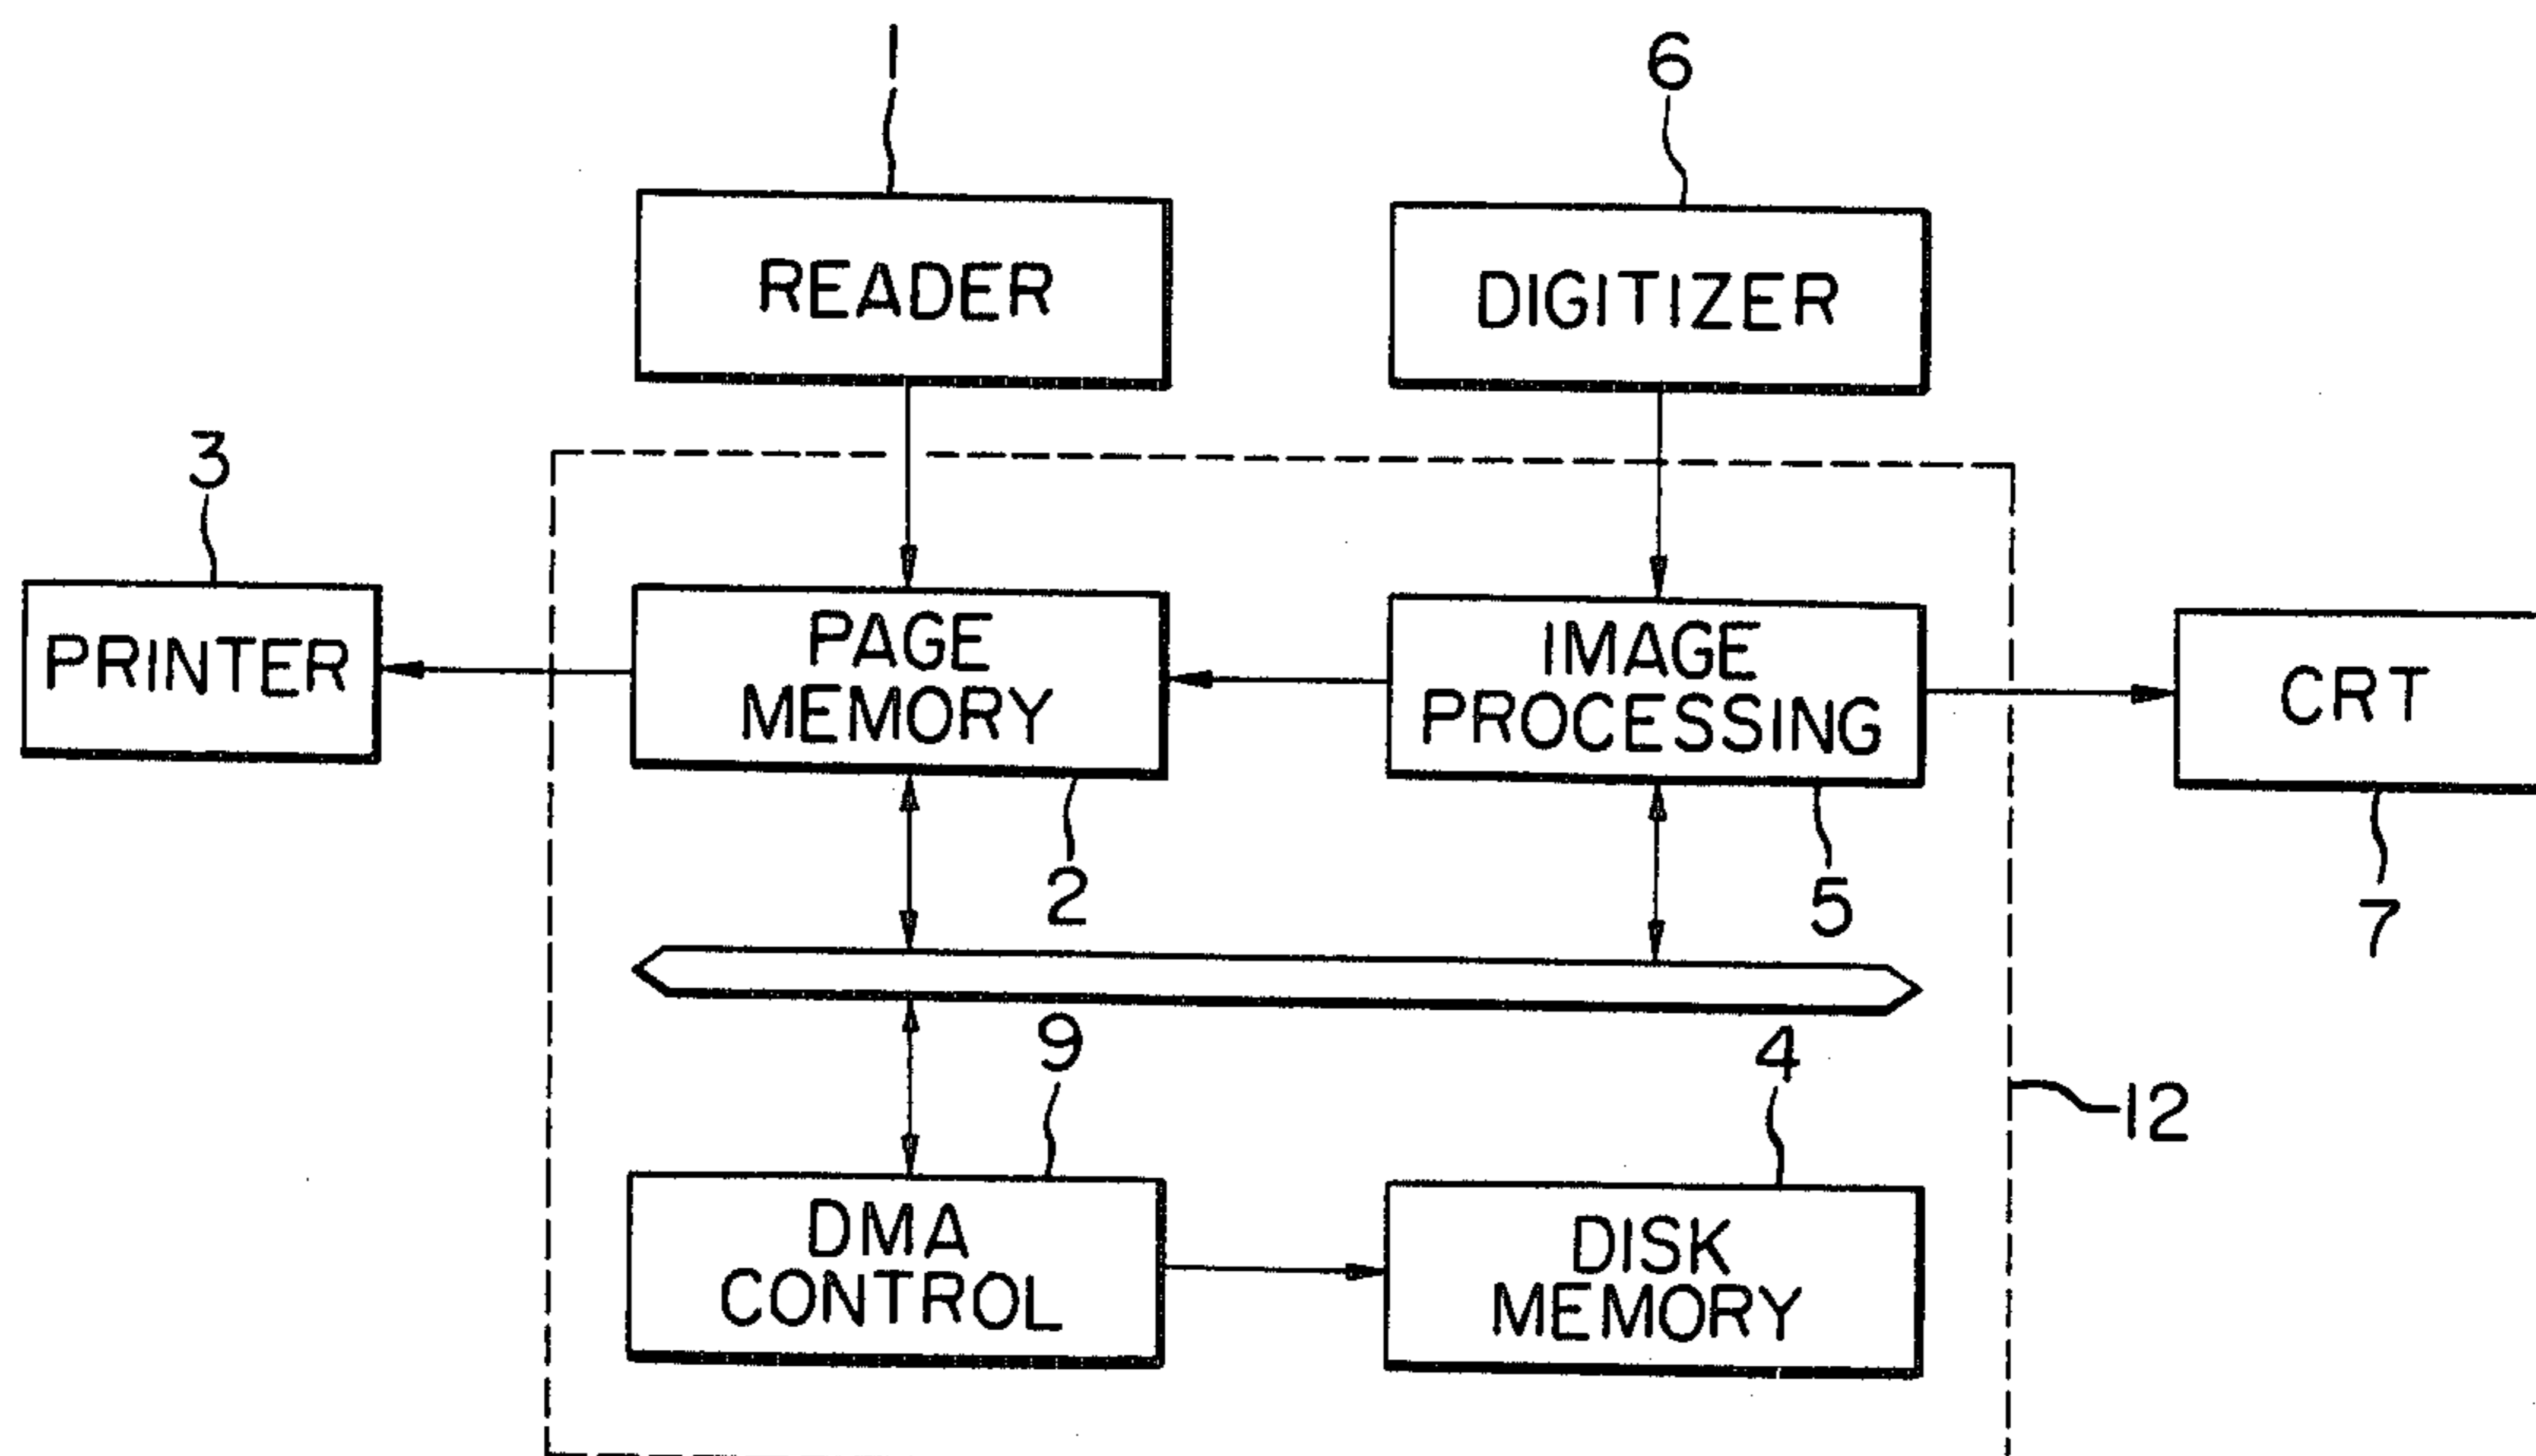 1
6
READER
DIGITIZER
3
PRINTER
PAGE
MEMORY
IMAGE
PROCESSING
CRT
2
5
7
9
4
12
DMA
CONTROL
DISK
MEMORY